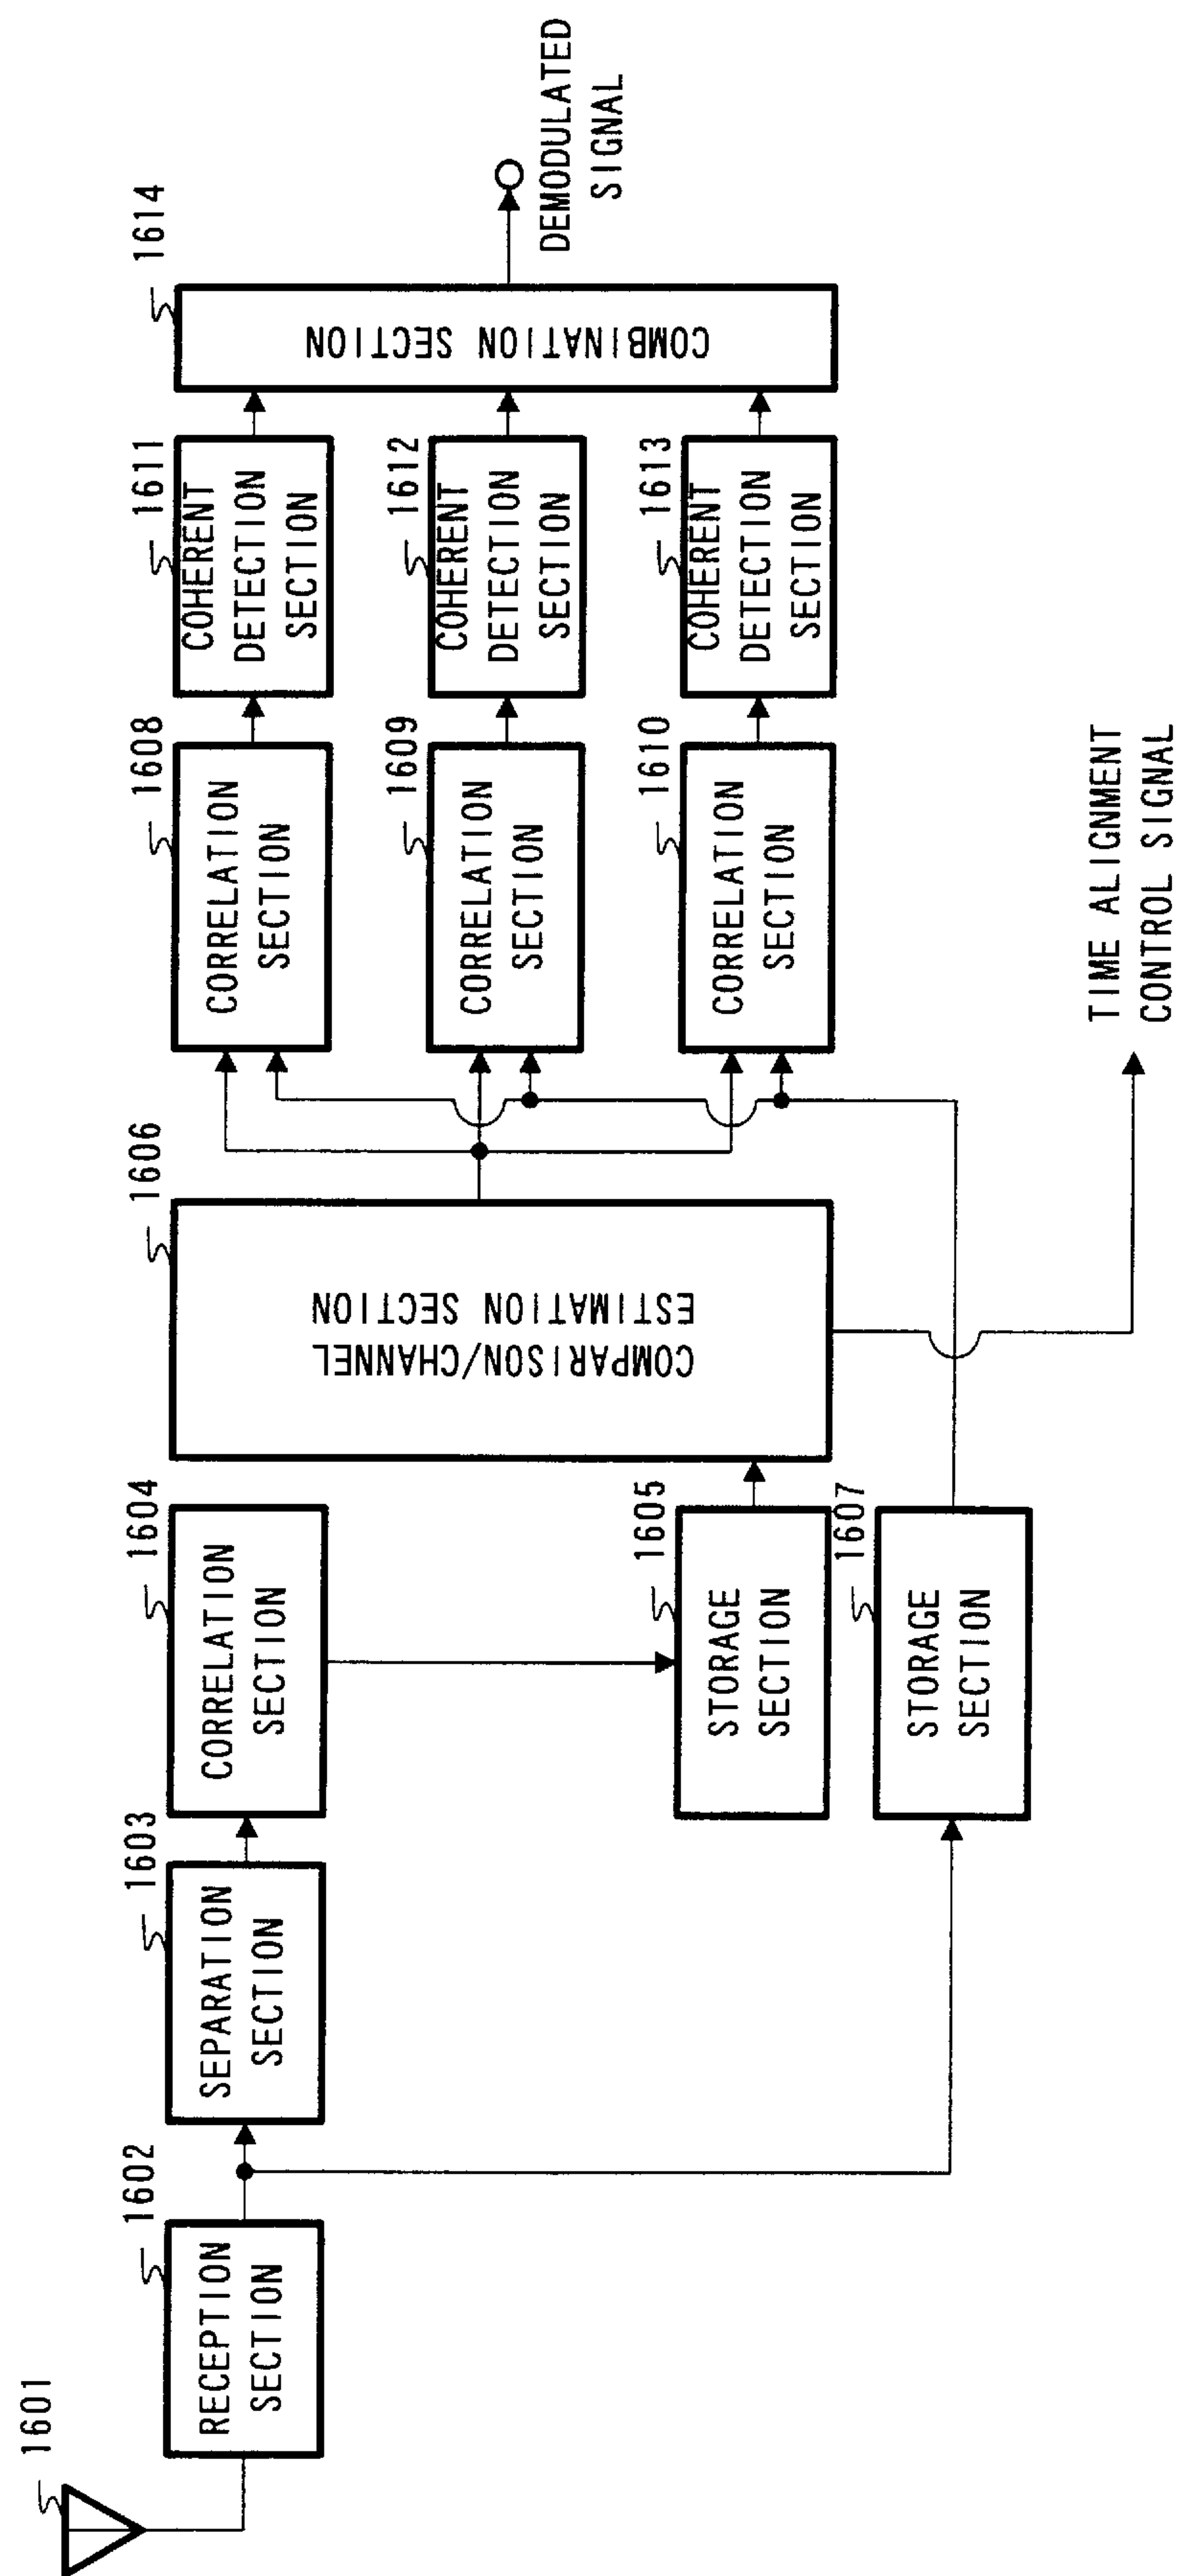 1601
1602
RECEPTION
SECTION
1603
SEPARATION
SECTION
1604
CORRELATION
SECTION
1605
STORAGE
SECTION
1607
STORAGE
SECTION
1606
COMPARISON/CHANNEL
ESTIMATION SECTION
1608
CORRELATION
SECTION
1609
CORRELATION
SECTION
1610
CORRELATION
SECTION
1611
COHERENT
DETECTION
SECTION
1612
COHERENT
DETECTION
SECTION
1613
COHERENT
DETECTION
SECTION
1614
COMBINATION SECTION
DEMODULATED
SIGNAL
TIME ALIGNMENT
CONTROL SIGNAL